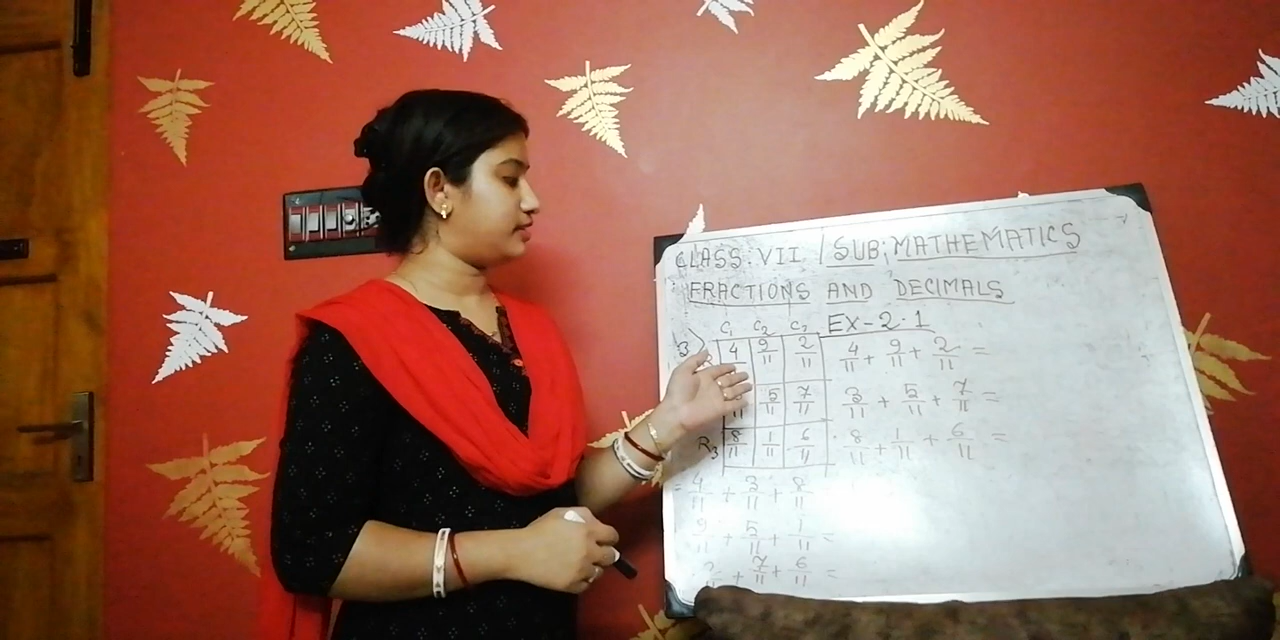 CLASS: VII / SUB; MATHEMATICS
FRACTIONS AND DECIMALS
EX-2.1
3>
C1 C2 C3
4 9/11 2/11
5/11 7/11
R3 8/11 1/11 6/11
4/11 + 9/11 + 2/11 =
3/11 + 5/11 + 7/11 =
8/11 + 1/11 + 6/11 =
= 4/11 + 3/11 + 8/11
9/11 + 5/11 + 1/11 =
+ 7/11 + 6/11 =